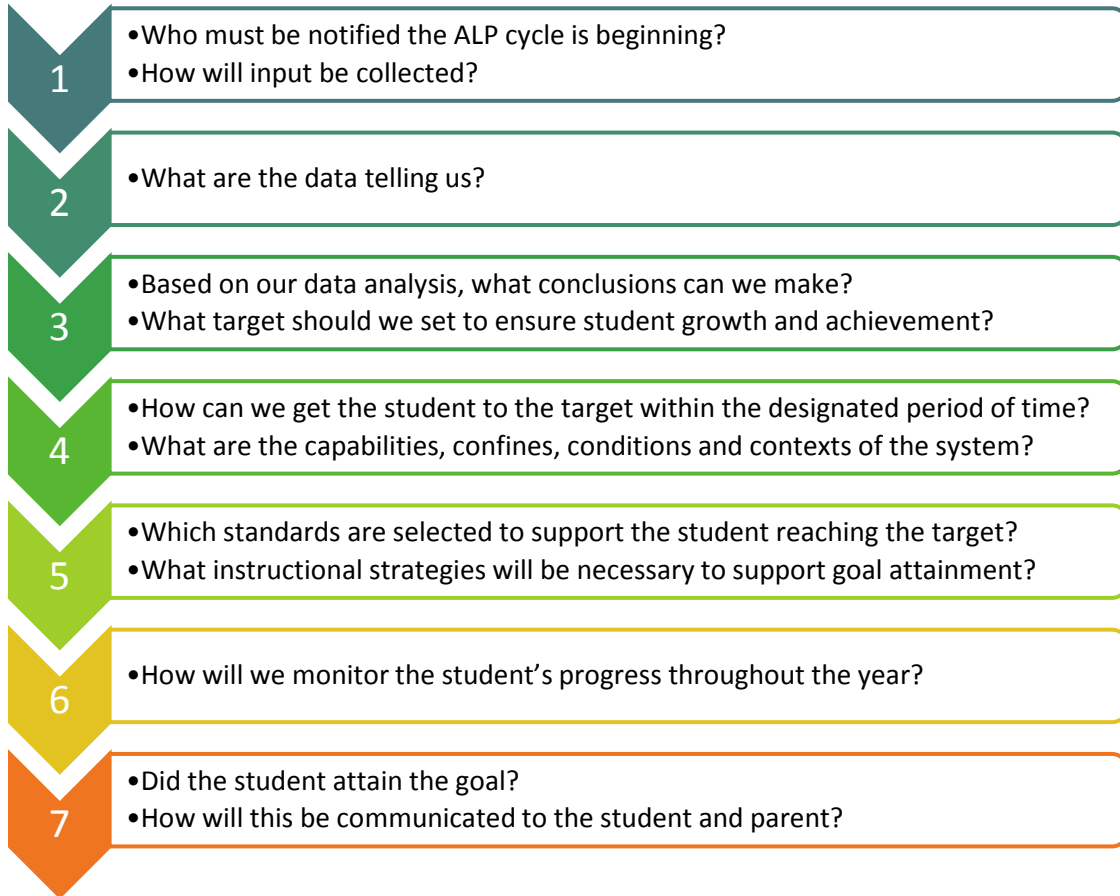 1
•Who must be notified the ALP cycle is beginning?
•How will input be collected?
2
•What are the data telling us?
3
•Based on our data analysis, what conclusions can we make?
•What target should we set to ensure student growth and achievement?
4
•How can we get the student to the target within the designated period of time?
•What are the capabilities, confines, conditions and contexts of the system?
5
•Which standards are selected to support the student reaching the target?
•What instructional strategies will be necessary to support goal attainment?
6
•How will we monitor the student’s progress throughout the year?
7
•Did the student attain the goal?
•How will this be communicated to the student and parent?